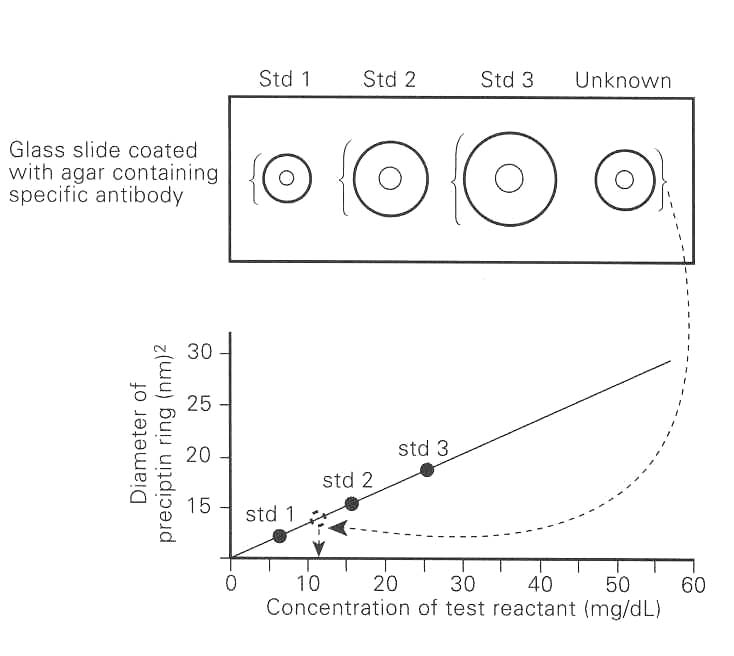 Std 1 Std 2 Std 3 Unknown
Glass slide coated
with agar containing
specific antibody
Diameter of
preciptin ring (nm)2
30
25
20
15
std 1
std 2
std 3
0 10 20 30 40 50 60
Concentration of test reactant (mg/dL)